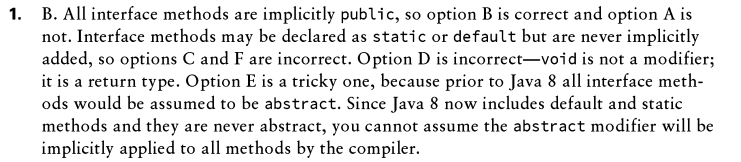 1. B. All interface methods are implicitly public, so option B is correct and option A is
not. Interface methods may be declared as static or default but are never implicitly
added, so options C and F are incorrect. Option D is incorrect—void is not a modifier;
it is a return type. Option E is a tricky one, because prior to Java 8 all interface meth-
ods would be assumed to be abstract. Since Java 8 now includes default and static
methods and they are never abstract, you cannot assume the abstract modifier will be
implicitly applied to all methods by the compiler.